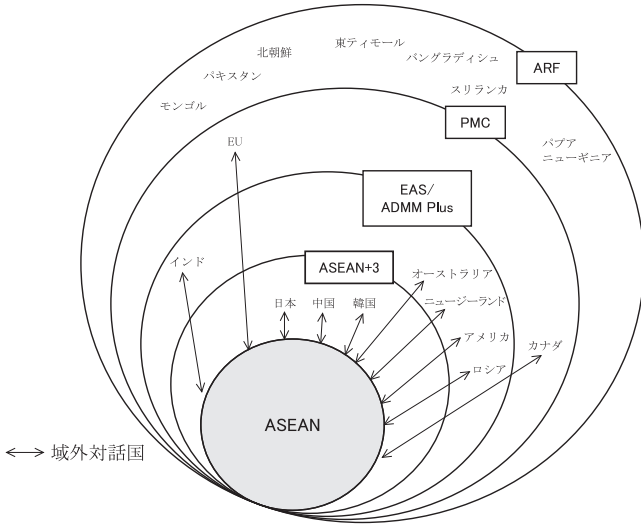 東ティモール
北朝鮮
バングラディシュ
ARF
パキスタン
スリランカ
モンゴル
PMC
EU
パプア
ニューギニア
EAS/
ADMM Plus
インド
ASEAN+3
オーストラリア
日本
中国
韓国
ニュージーランド
アメリカ
カナダ
ロシア
ASEAN
域外対話国